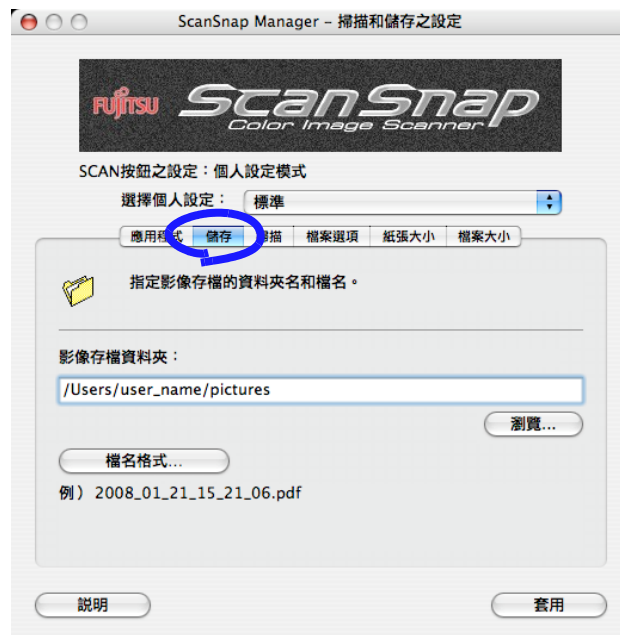 ScanSnap Manager – 掃描和儲存之設定
FUJITSU ScanSnap
Color Image Scanner
SCAN按鈕之設定：個人設定模式
選擇個人設定： 標準
應用程式 儲存 掃描 檔案選項 紙張大小 檔案大小
指定影像存檔的資料夾名和檔名。
影像存檔資料夾：
/Users/user_name/pictures
瀏覽...
檔名格式...
例）2008_01_21_15_21_06.pdf
說明 套用